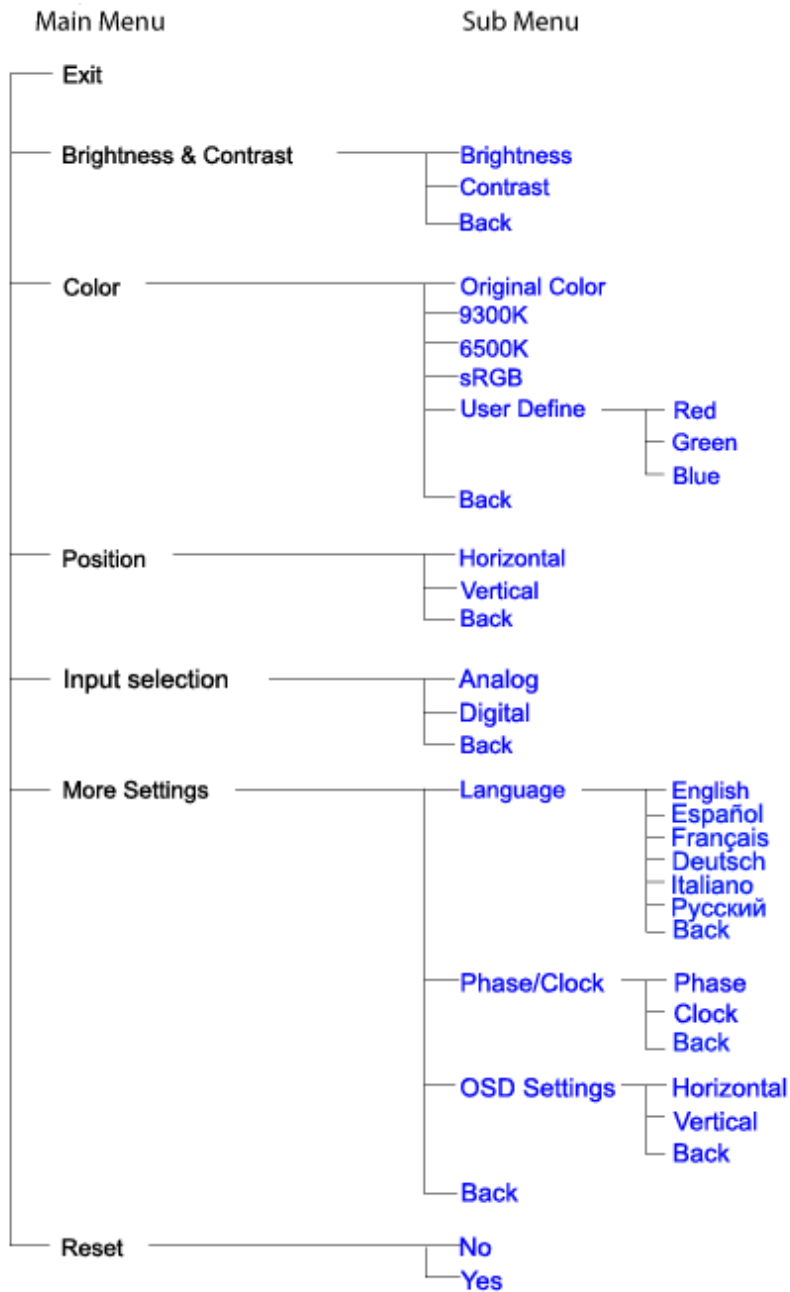 Main Menu Sub Menu
Exit
Brightness & Contrast Brightness
Contrast
Back
Color Original Color
9300K
6500K
sRGB
User Define Red
Green
Blue
Back
Position Horizontal
Vertical
Back
Input selection Analog
Digital
Back
More Settings Language English
Español
Français
Deutsch
Italiano
Русский
Back
Phase/Clock Phase
Clock
Back
OSD Settings Horizontal
Vertical
Back
Back
Reset No
Yes